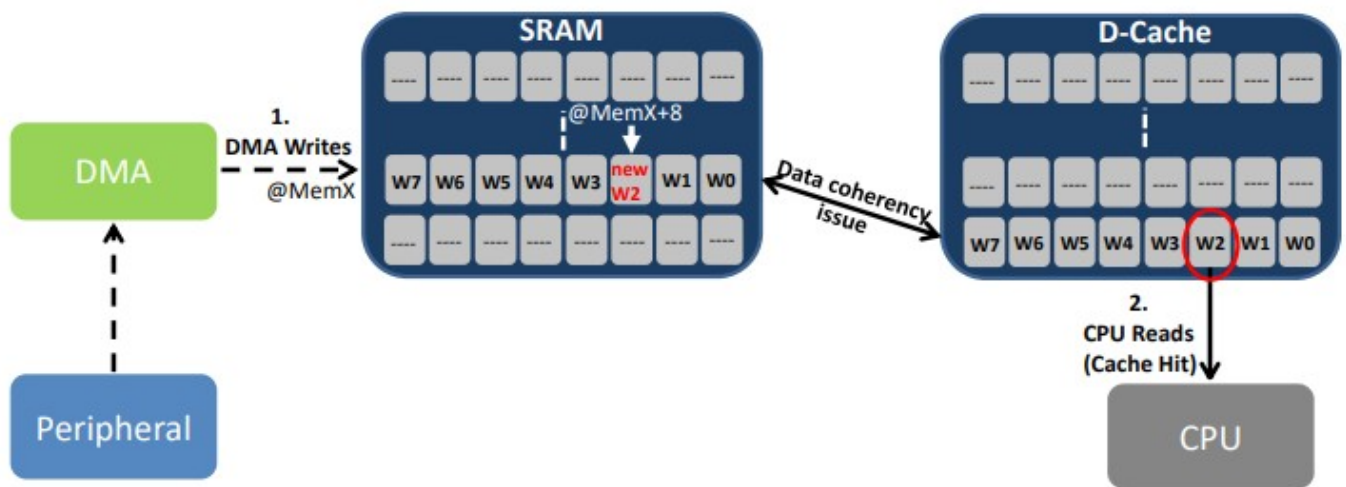 SRAM
D-Cache
---- ---- ---- ---- ---- ---- ---- ----
---- ---- ---- ---- ---- ---- ---- ----
@MemX+8
1.
DMA Writes
@MemX
DMA
W7 W6 W5 W4 W3 new W2 W1 W0
---- ---- ---- ---- ---- ---- ---- ----
Data coherency
issue
---- ---- ---- ---- ---- ---- ---- ----
W7 W6 W5 W4 W3 W2 W1 W0
2.
CPU Reads
(Cache Hit)
Peripheral
CPU